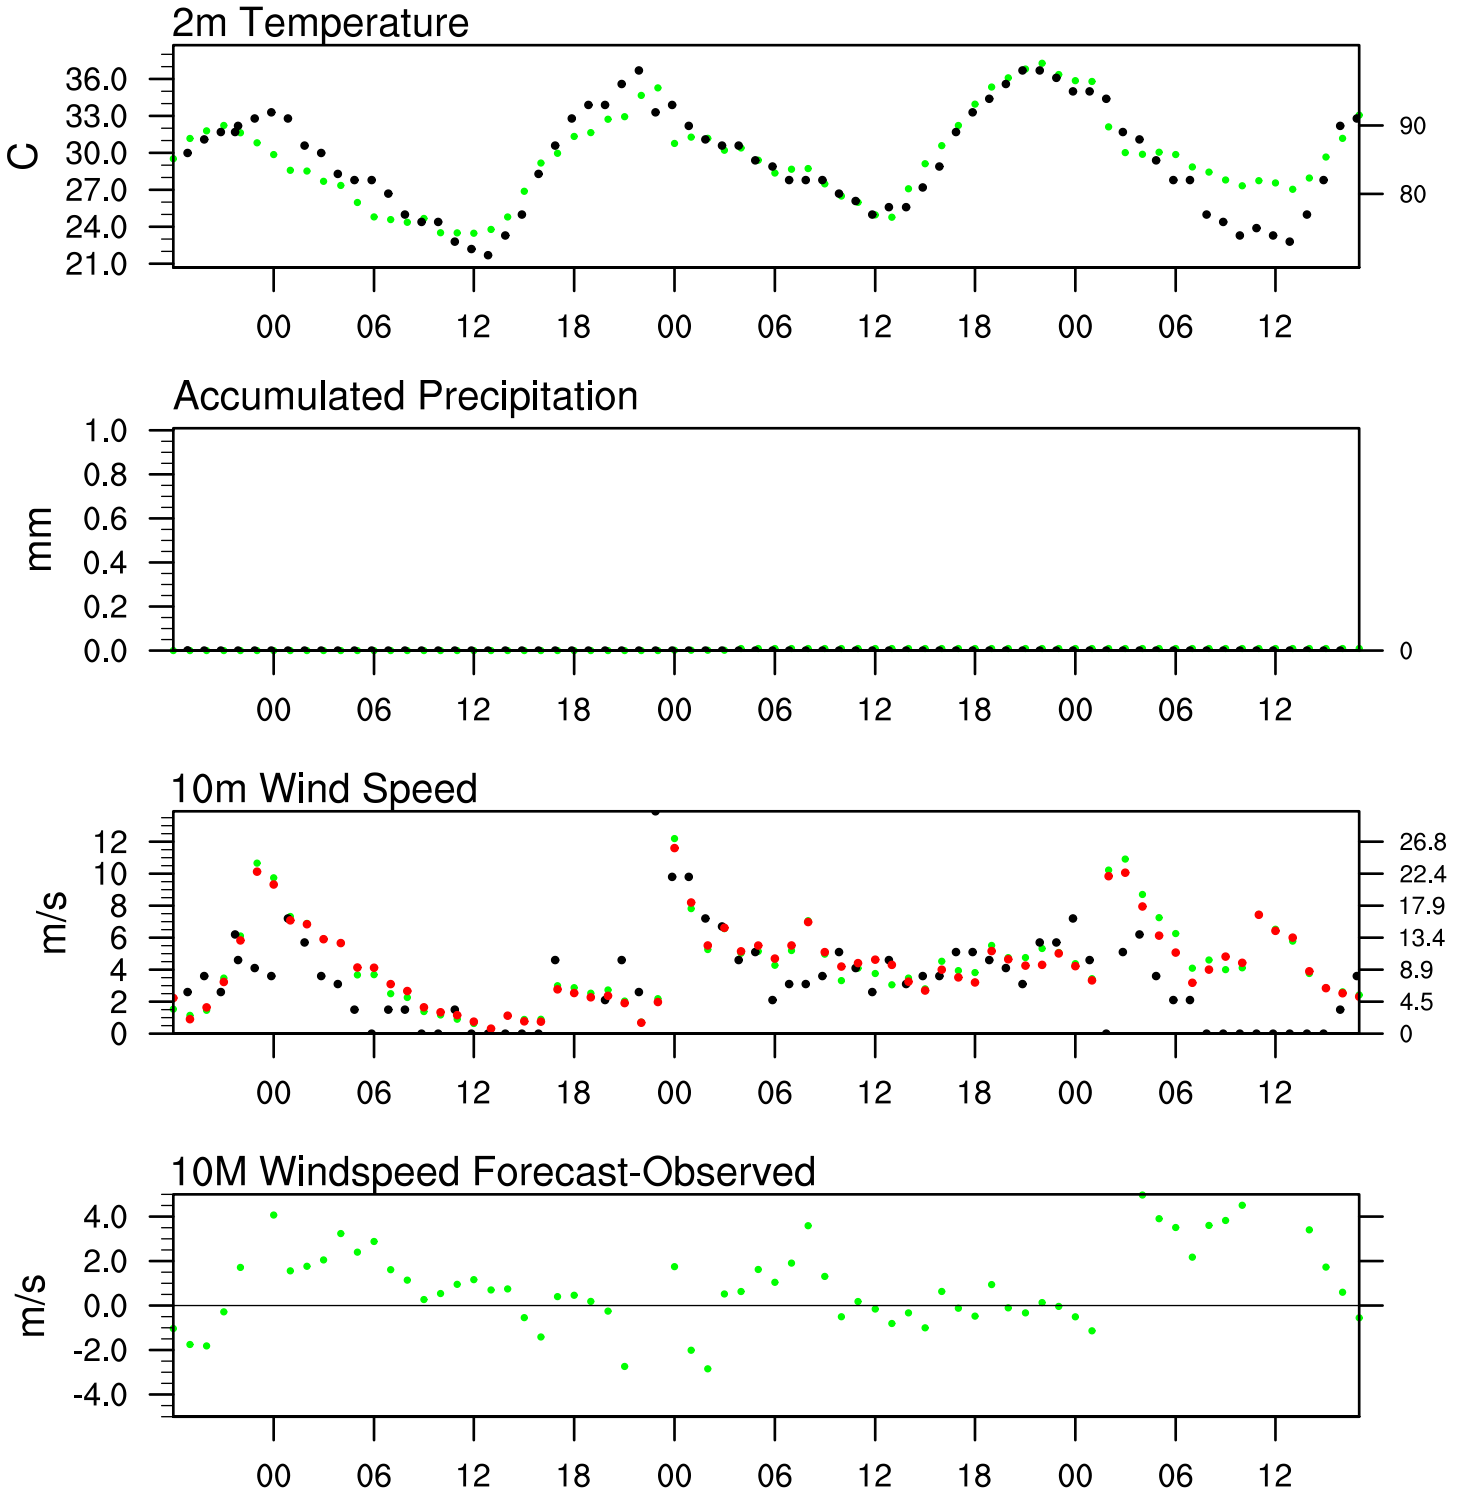 2m Temperature
36.0
33.0
30.0
27.0
24.0
21.0
C
90
80
00 06 12 18 00 06 12 18 00 06 12
Accumulated Precipitation
1.0
0.8
0.6
0.4
0.2
0.0
mm
0
00 06 12 18 00 06 12 18 00 06 12
10m Wind Speed
12
10
8
6
4
2
0
m/s
26.8
22.4
17.9
13.4
8.9
4.5
0
00 06 12 18 00 06 12 18 00 06 12
10M Windspeed Forecast-Observed
4.0
2.0
0.0
-2.0
-4.0
m/s
00 06 12 18 00 06 12 18 00 06 12